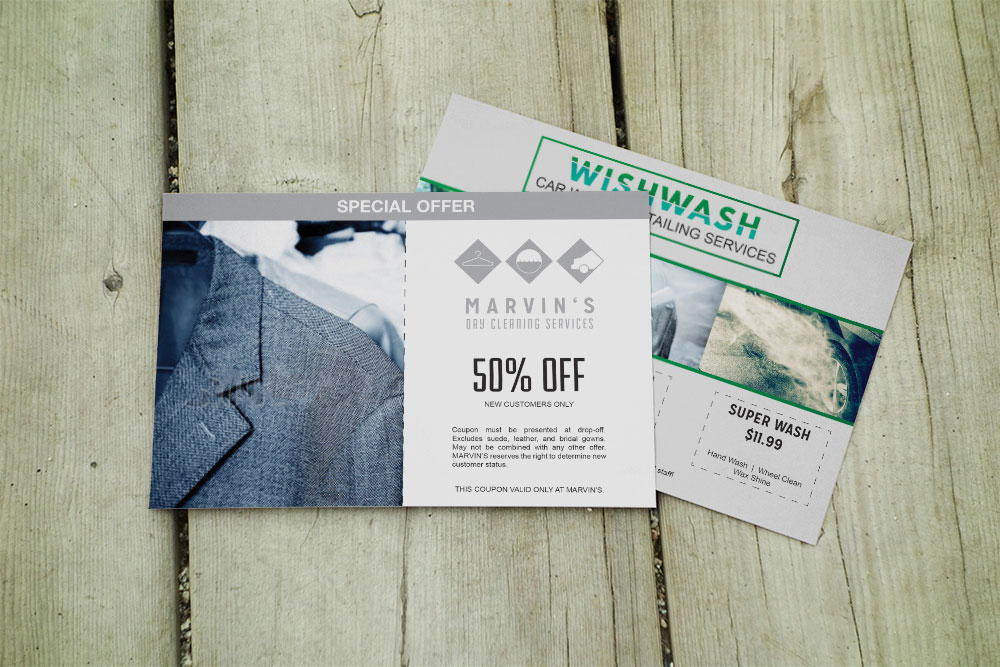 SPECIAL OFFER
MARVIN'S
DRY CLEANING SERVICES
50% OFF
NEW CUSTOMERS ONLY
Coupon must be presented at drop-off.
Excludes suede, leather, and bridal gowns.
May not be combined with any other offer.
MARVIN'S reserves the right to determine new
customer status.
THIS COUPON VALID ONLY AT MARVIN'S.
WISHWASH
CAR
TAILING SERVICES
SUPER WASH
$11.99
Hand Wash | Wheel Clean
Wax Shine
staff!